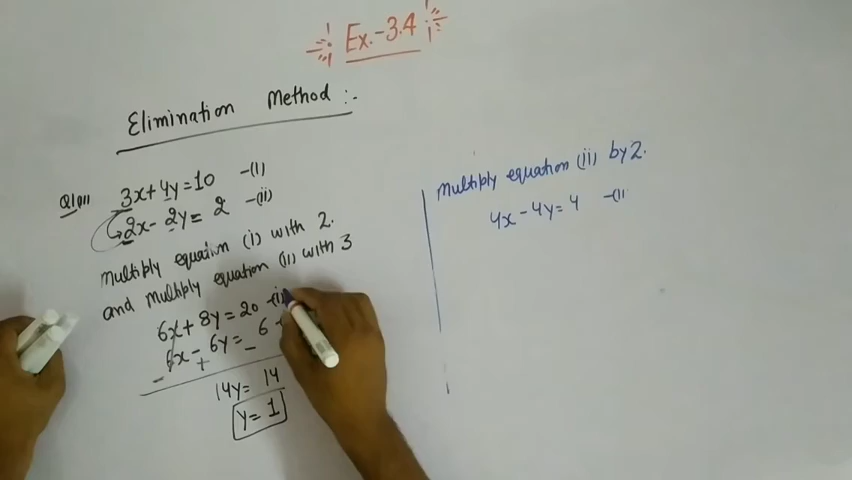 Ex.-3.4
Elimination Method :-
Q1(i) 3x+4y=10 -(i)
2x-2y= 2 -(ii)
Multiply equation (i) with 2.
and multiply equation (ii) with 3
6x+8y=20
6x-6y= 6
- + -
14y= 14
y= 1
Multiply equation (ii) by 2.
4x-4y=4